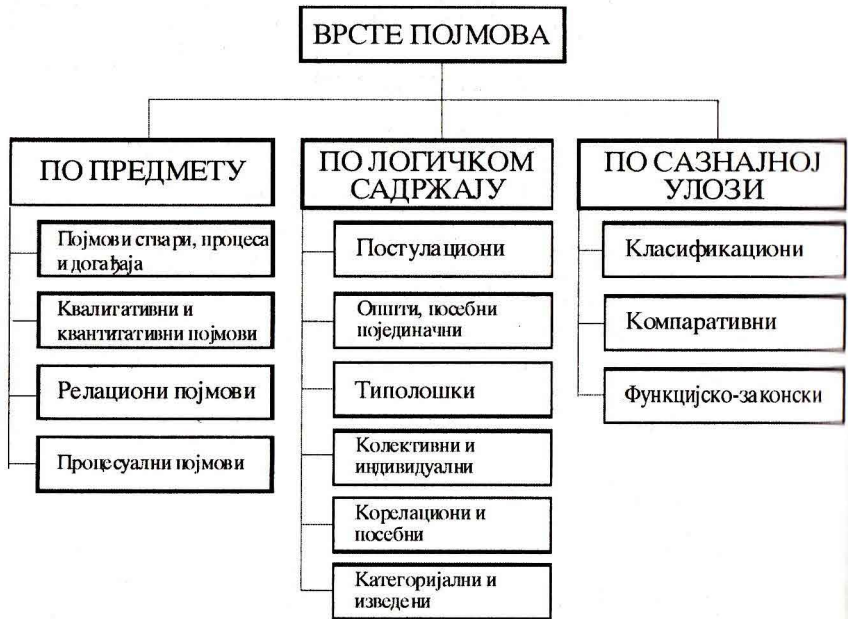 ВРСТЕ ПОЈМОВА
ПО ПРЕДМЕТУ
Појмови ствари, процеса
и догађаја
Квалитативни и
квантитативни појмови
Релациони појмови
Процесуални појмови
ПО ЛОГИЧКОМ
САДРЖАЈУ
Постулациони
Општи, посебни
појединачни
Типолошки
Колективни и
индивидуални
Корелациони и
посебни
Категоријални и
изведени
ПО САЗНАЈНОЈ
УЛОЗИ
Класификациони
Компаративни
Функцијско-законски